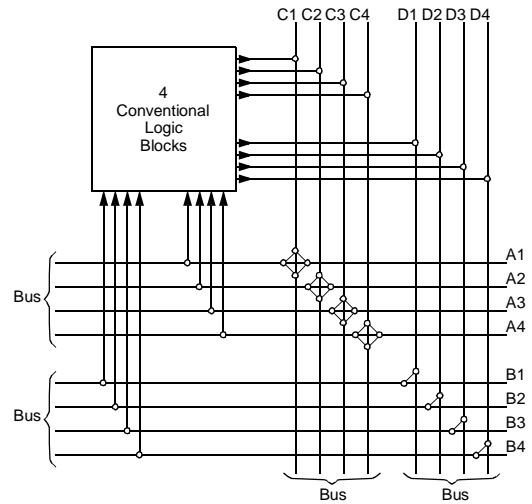 C1 C2 C3 C4 D1 D2 D3 D4
4
Conventional
Logic
Blocks
A1
A2
Bus
A3
A4
B1
B2
Bus
B3
B4
Bus Bus